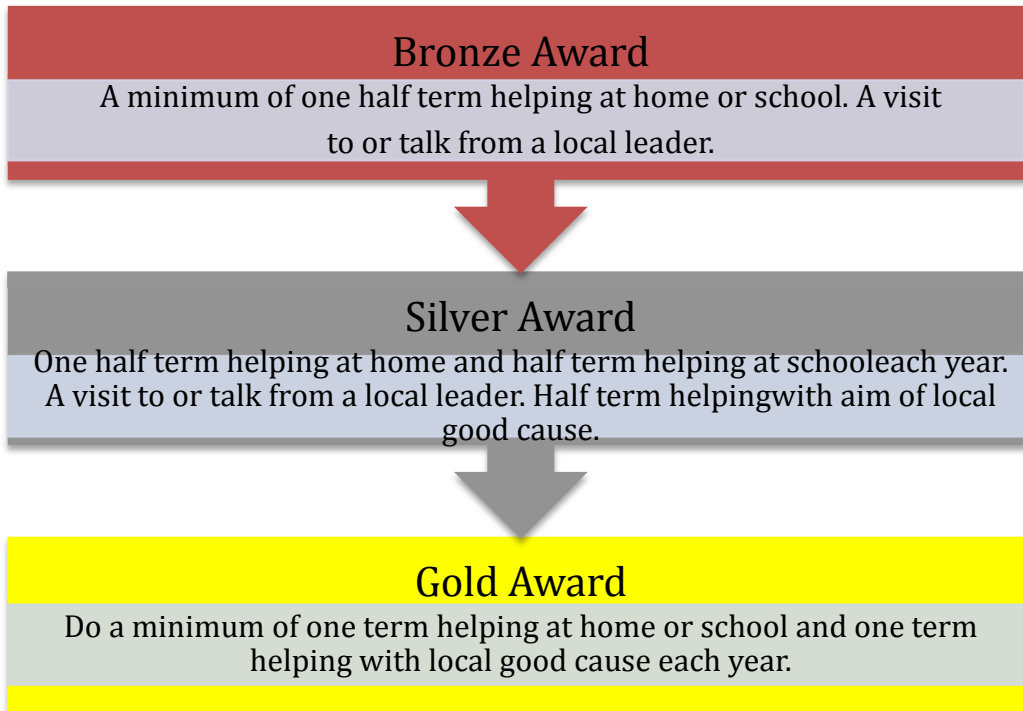 Bronze Award
A minimum of one half term helping at home or school. A visit
to or talk from a local leader.
Silver Award
One half term helping at home and half term helping at schooleach year.
A visit to or talk from a local leader. Half term helpingwith aim of local
good cause.
Gold Award
Do a minimum of one term helping at home or school and one term
helping with local good cause each year.